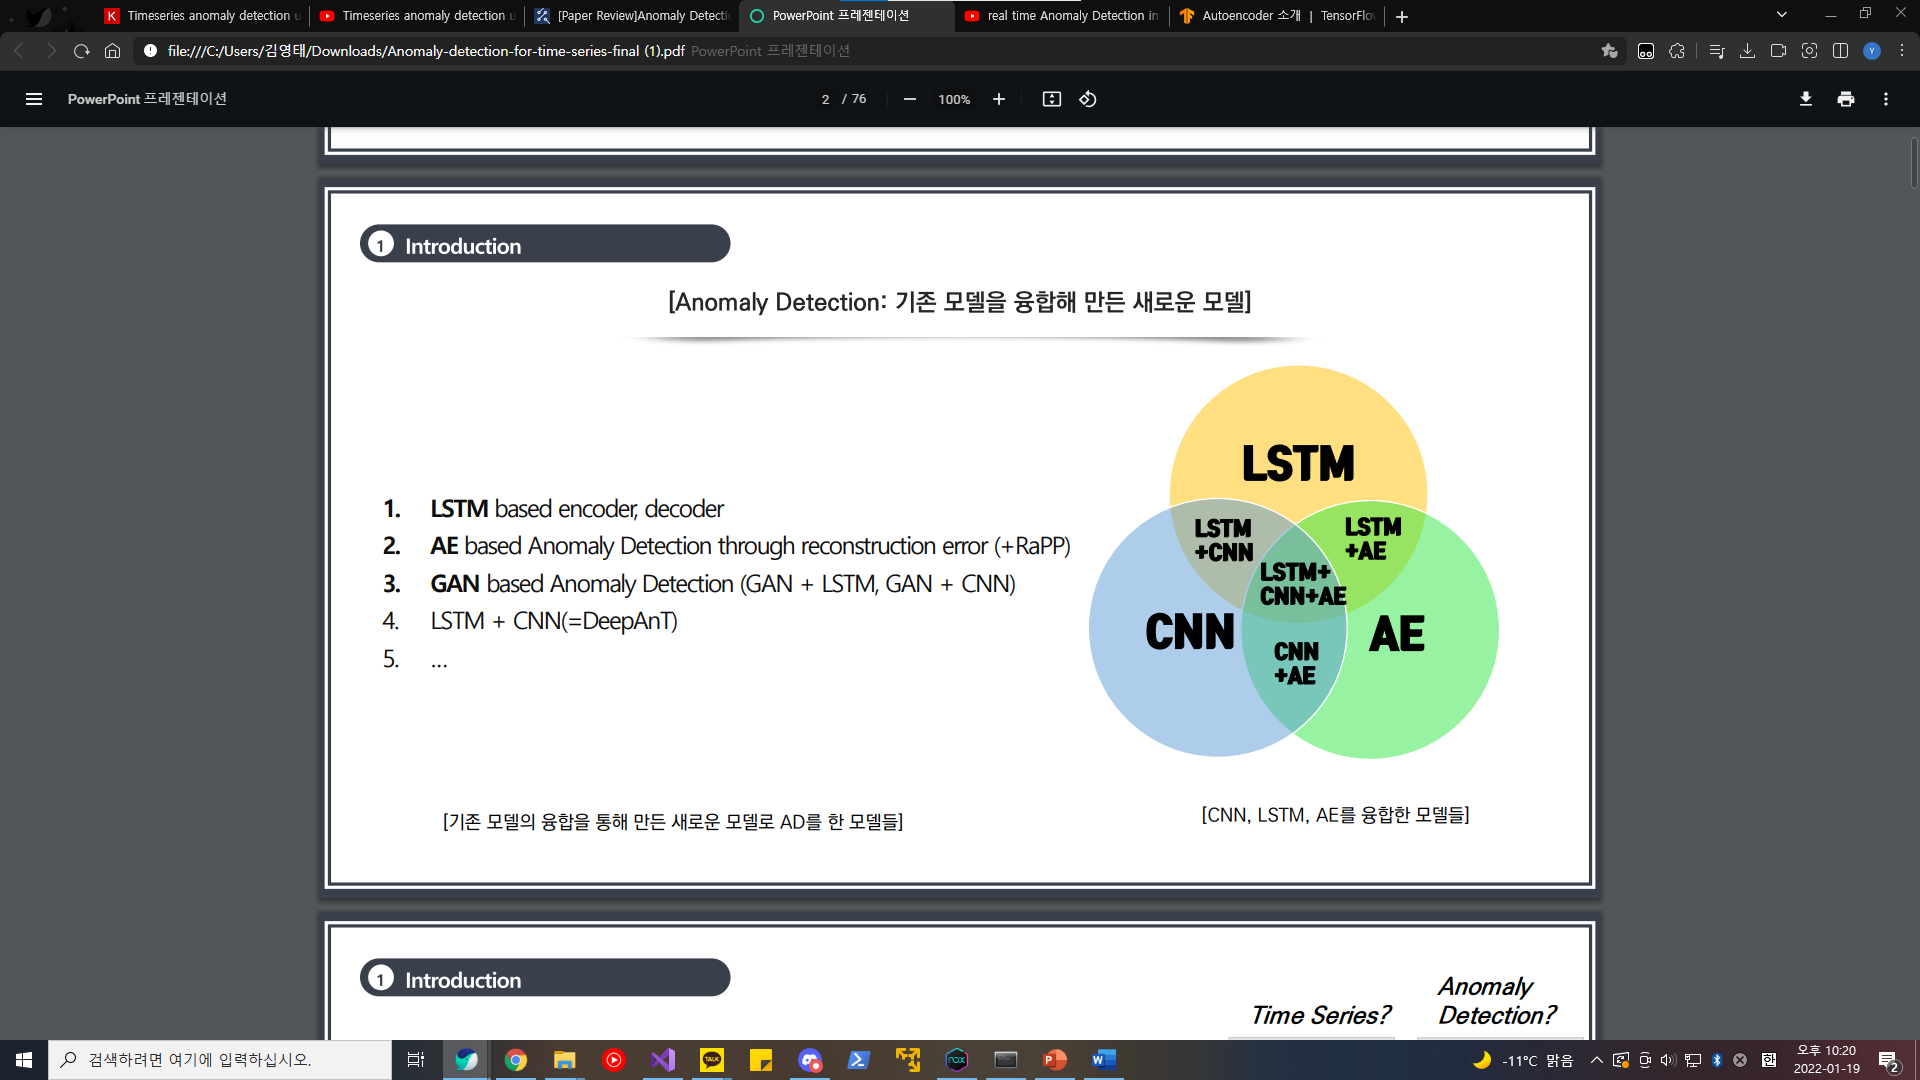 Timeseries anomaly detection u
Timeseries anomaly detection u
[Paper Review]Anomaly Detecti
PowerPoint 프레젠테이션
real time Anomaly Detection in
Autoencoder 소개 | TensorFlo
file:///C:/Users/김영태/Downloads/Anomaly-detection-for-time-series-final (1).pdf PowerPoint 프레젠테이션
PowerPoint 프레젠테이션
2 / 76
100%
1 Introduction
[Anomaly Detection: 기존 모델을 융합해 만든 새로운 모델]
1. LSTM based encoder, decoder
2. AE based Anomaly Detection through reconstruction error (+RaPP)
3. GAN based Anomaly Detection (GAN + LSTM, GAN + CNN)
4. LSTM + CNN(=DeepAnT)
5. ...
[기존 모델의 융합을 통해 만든 새로운 모델로 AD를 한 모델들]
LSTM
LSTM
+CNN
LSTM
+AE
LSTM+
CNN+AE
CNN
AE
CNN
+AE
[CNN, LSTM, AE를 융합한 모델들]
1 Introduction
Time Series?
Anomaly
Detection?
검색하려면 여기에 입력하십시오.
-11°C 맑음
오후 10:20
2022-01-19
2